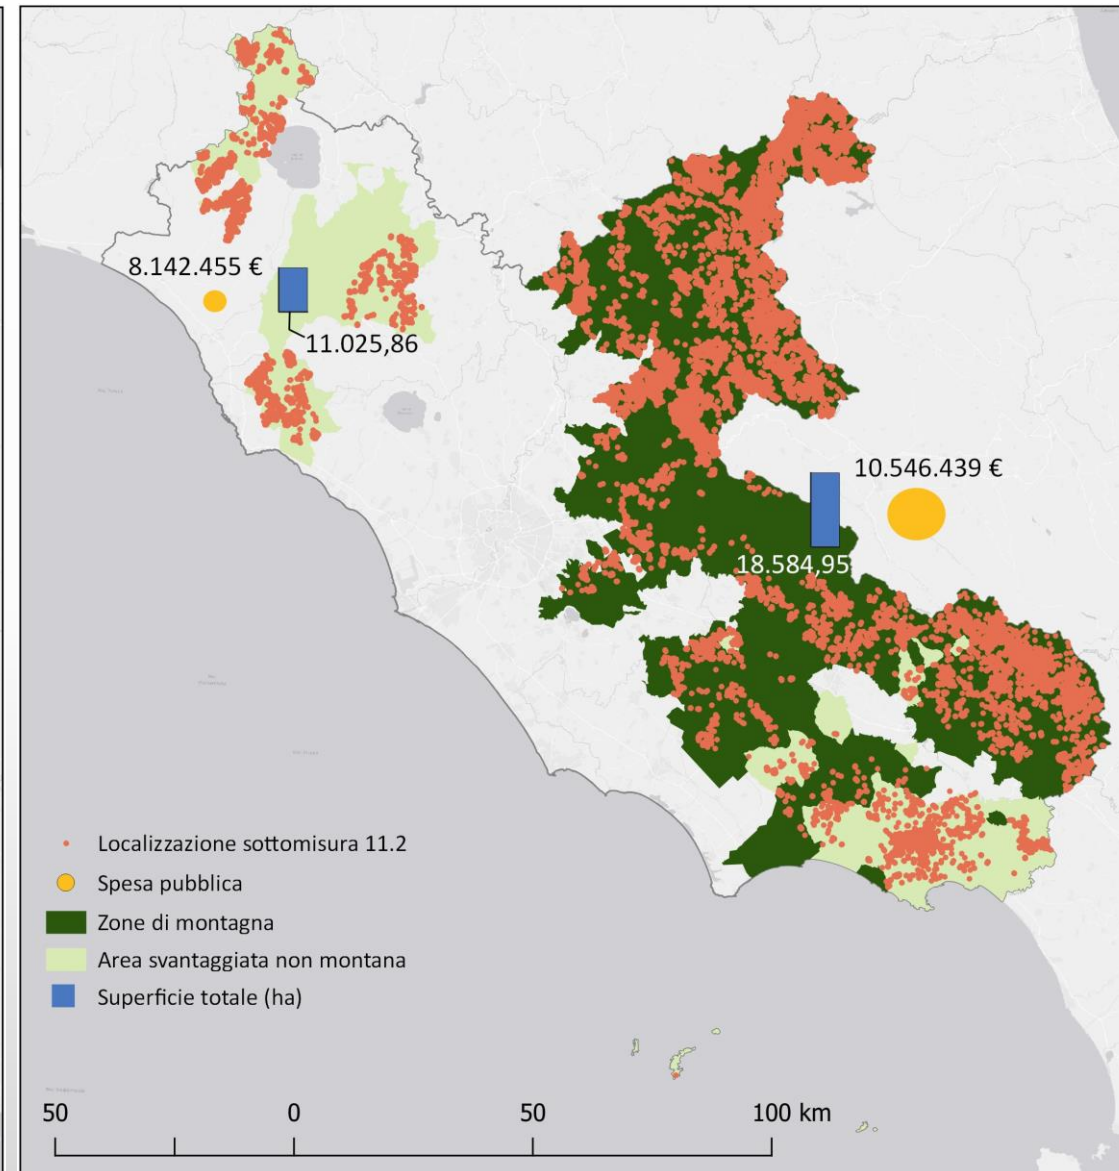 8.142.455 €
11.025,86
10.546.439 €
18.584,95
Localizzazione sottomisura 11.2
Spesa pubblica
Zone di montagna
Area svantaggiata non montana
Superficie totale (ha)
50 0 50 100 km